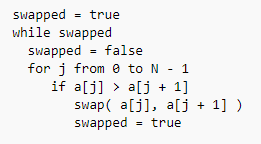 swapped = true
while swapped
swapped = false
for j from 0 to N - 1
if a[j] > a[j + 1]
swap( a[j], a[j + 1] )
swapped = true